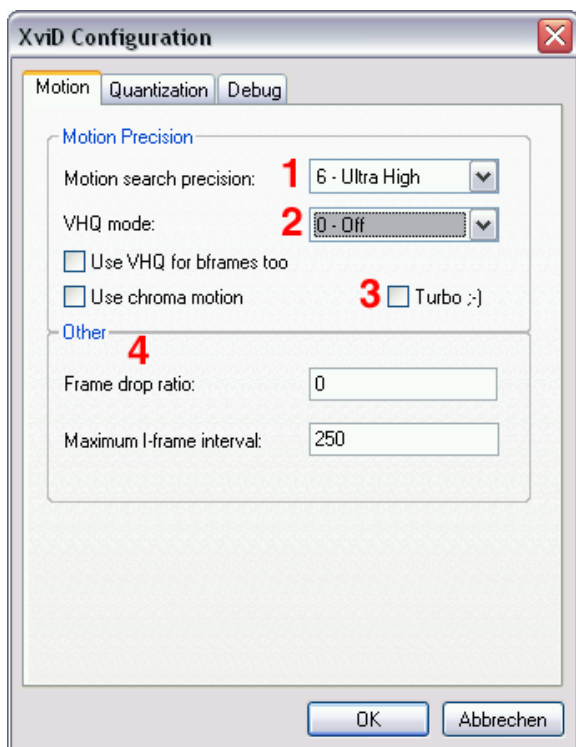 XviD Configuration
Motion Quantization Debug
Motion Precision
Motion search precision: 1 6 - Ultra High
VHQ mode: 2 0 - Off
Use VHQ for bframes too
Use chroma motion 3 Turbo ;-)
Other
4
Frame drop ratio: 0
Maximum I-frame interval: 250
OK Abbrechen